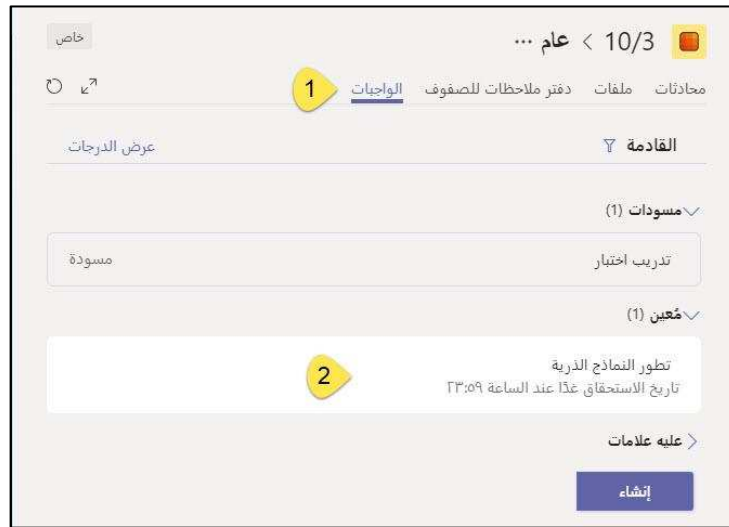 10/3 > عام ...
خاص
محادثات ملفات دفتر ملاحظات للصفوف الواجبات
1
القادمة
عرض الدرجات
مسودات (1)
تدريب اختبار
مسودة
مُعين (1)
تطور النماذج الذرية
تاريخ الاستحقاق غدًا عند الساعة ٢٣:٥٩
2
عليه علامات
إنشاء